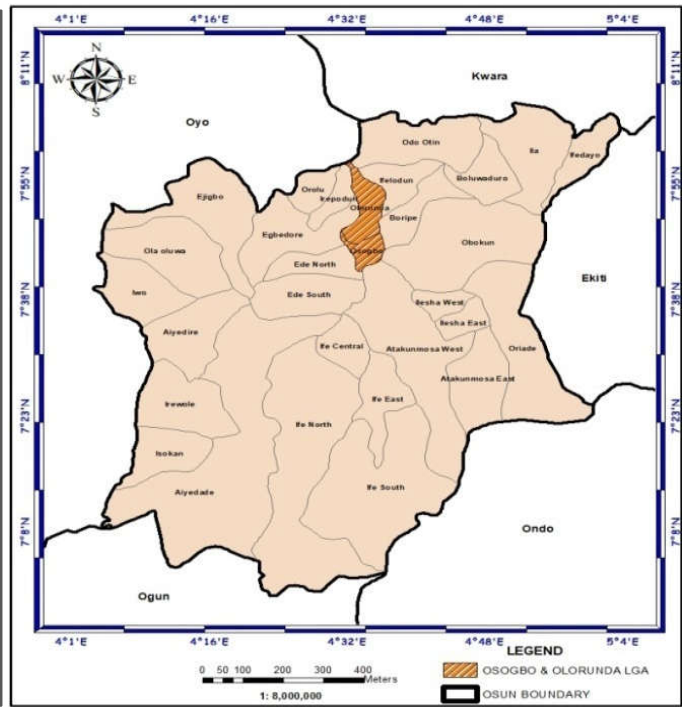 4°1'E 4°16'E 4°32'E 4°48'E 5°4'E
8°11'N 8°11'N
N
W E
S
Kwara
Oyo
Odo Otin
Ila
Ifedayo
7°55'N 7°55'N
Ifelodun
Boluwaduro
Orolu
Ejigbo
Irepodun
Olorunda
Boripe
Egbedore
Obokun
Ola oluwa
Osogbo
Ede North
Ekiti
Iwo
Ede South
7°38'N 7°38'N
Ilesha West
Ilesha East
Aiyedire
Ife Central
Atakunmosa West
Oriade
Atakunmosa East
Irewole
Ife East
7°23'N 7°23'N
Ife North
Isokan
Ife South
Aiyedade
Ondo
7°8'N 7°8'N
Ogun
4°1'E 4°16'E 4°32'E 4°48'E 5°4'E
LEGEND
0 50 100 200 300 400
Meters
OSOGBO & OLORUNDA LGA
1: 8,000,000
OSUN BOUNDARY